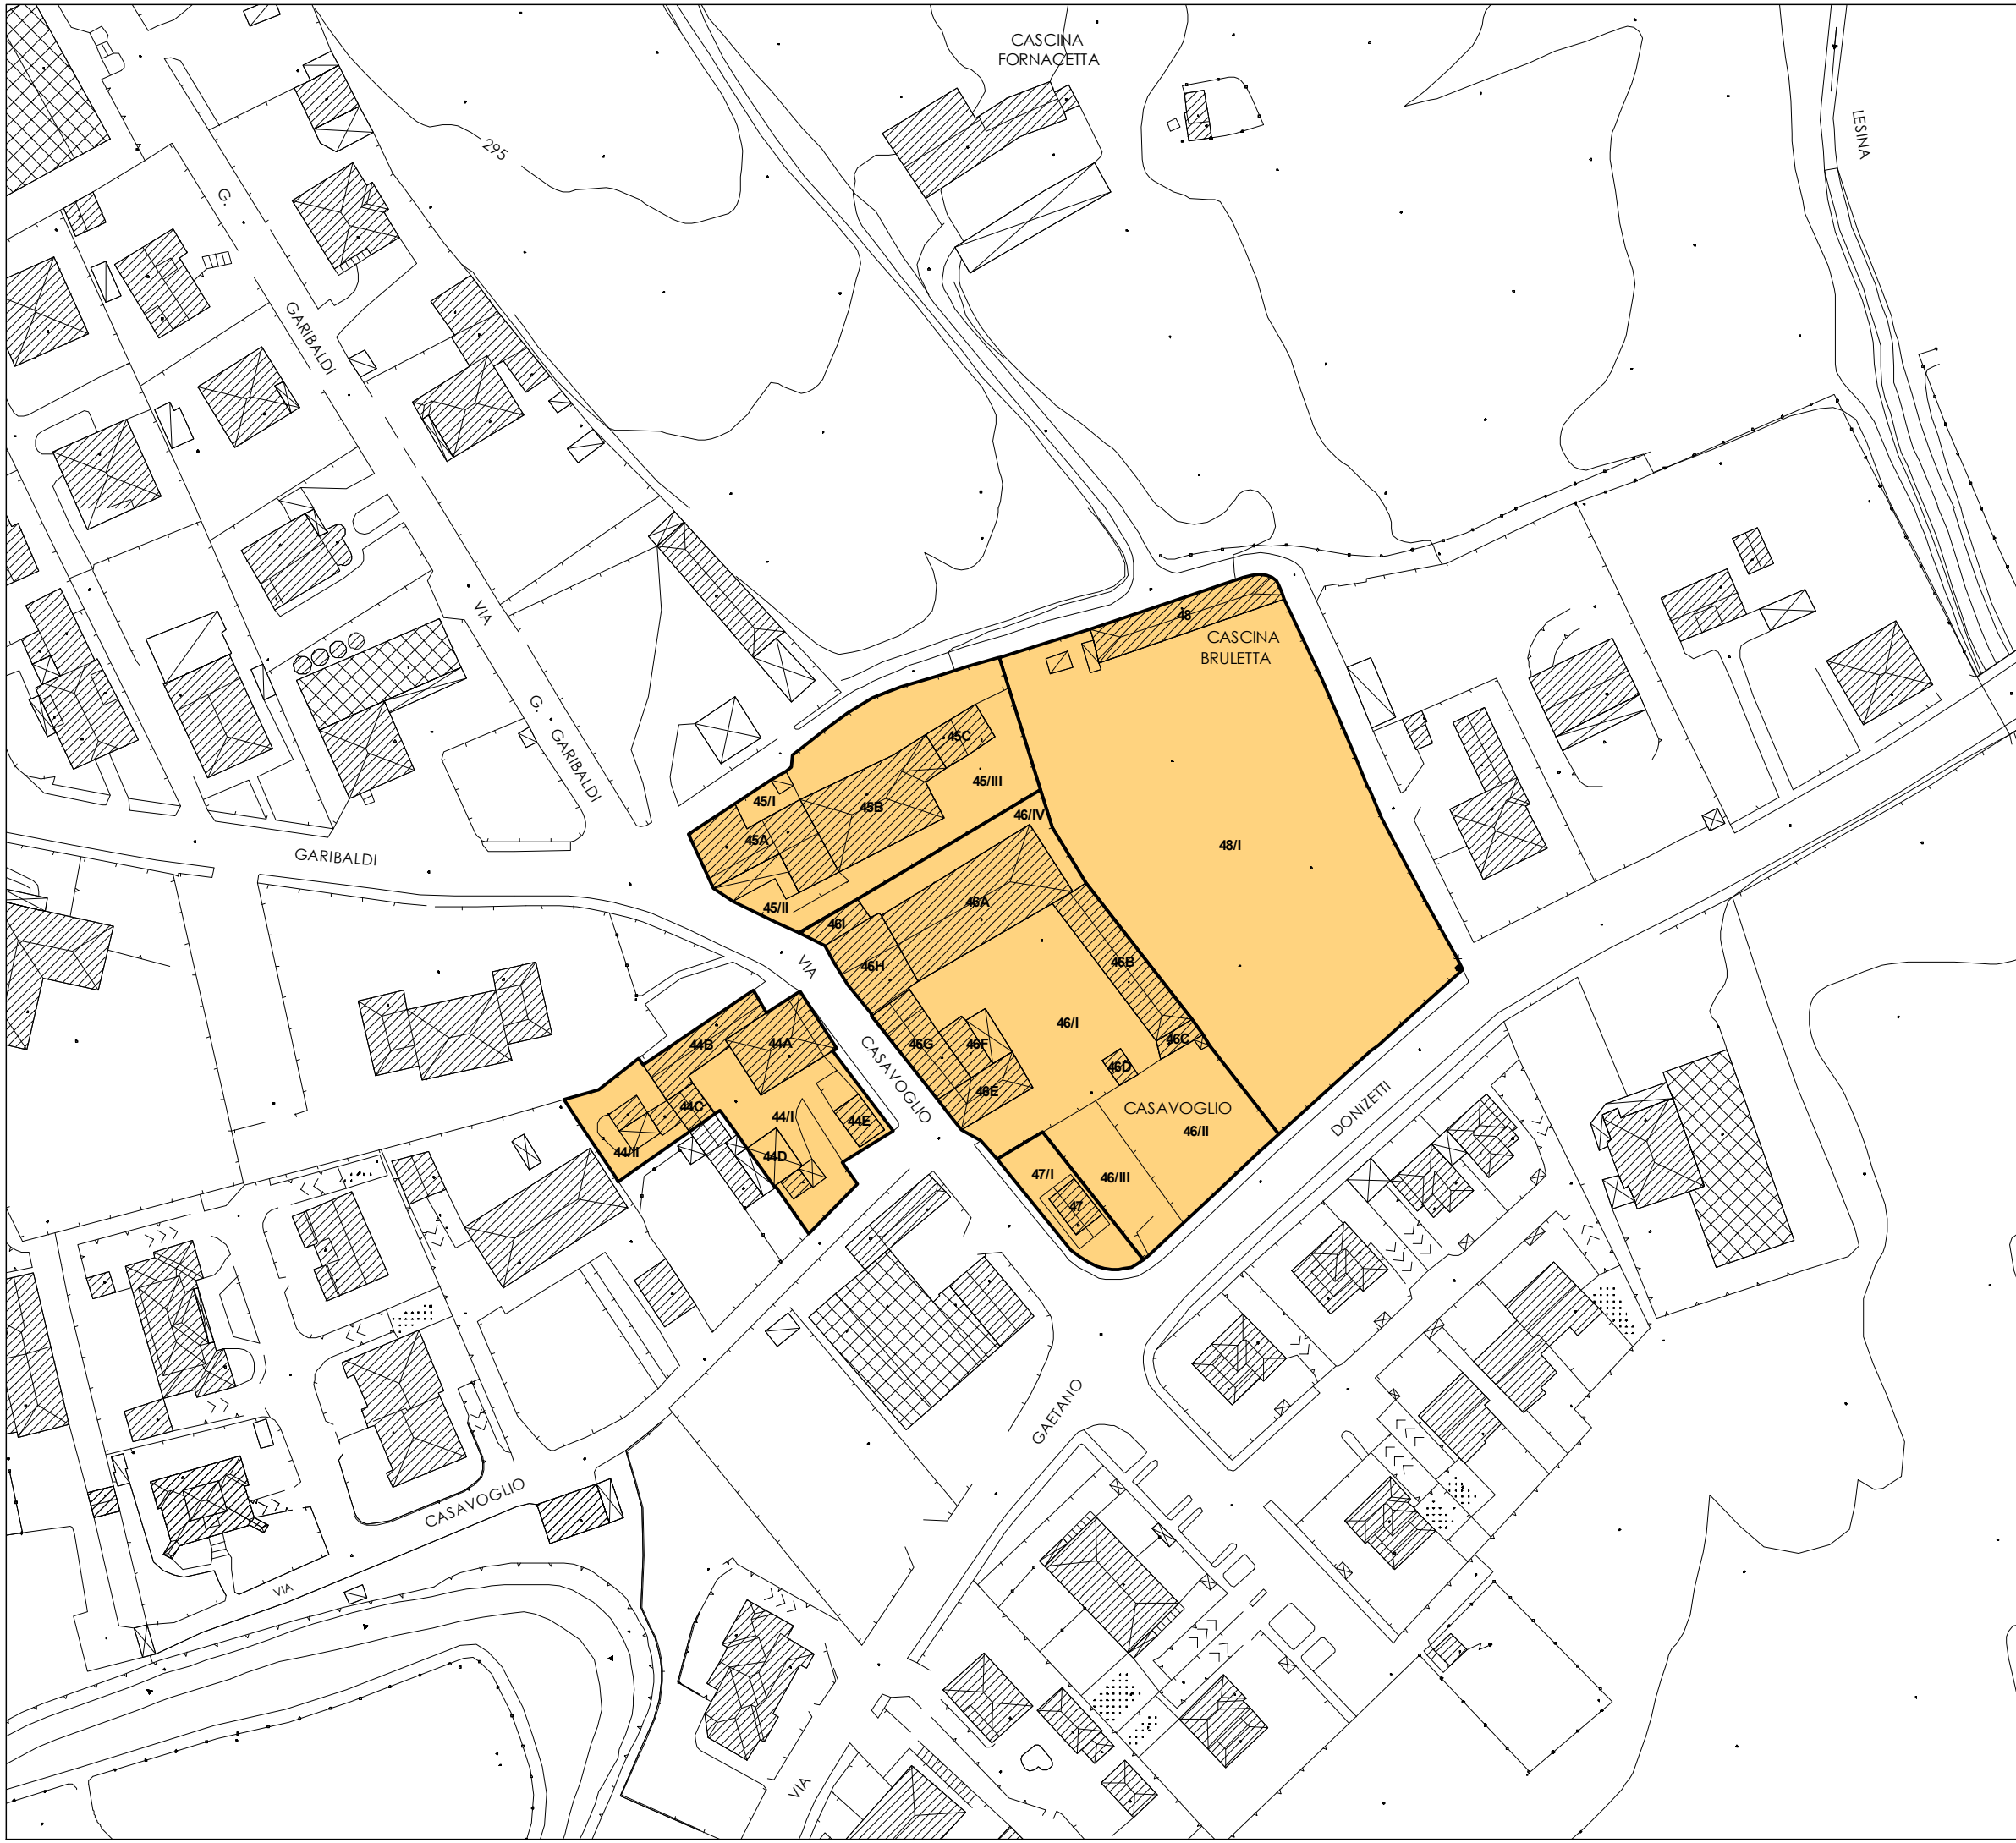 CASCINA
FORNACETTA
LESINA
295
G.
GARIBALDI
VIA
G. GARIBALDI
48
CASCINA
BRULETTA
45C
45/III
45/I
45B
45A
45/II
46/IV
48/I
GARIBALDI
46A
46I
46H
VIA
46B
46/I
46C
46G
46F
46D
46E
CASAVOGLIO
44B
44A
44C
44/I
44E
44/II
44D
CASAVOGLIO
46/II
46/III
47/I
47
DONIZETTI
GAETANO
CASAVOGLIO
VIA
VIA